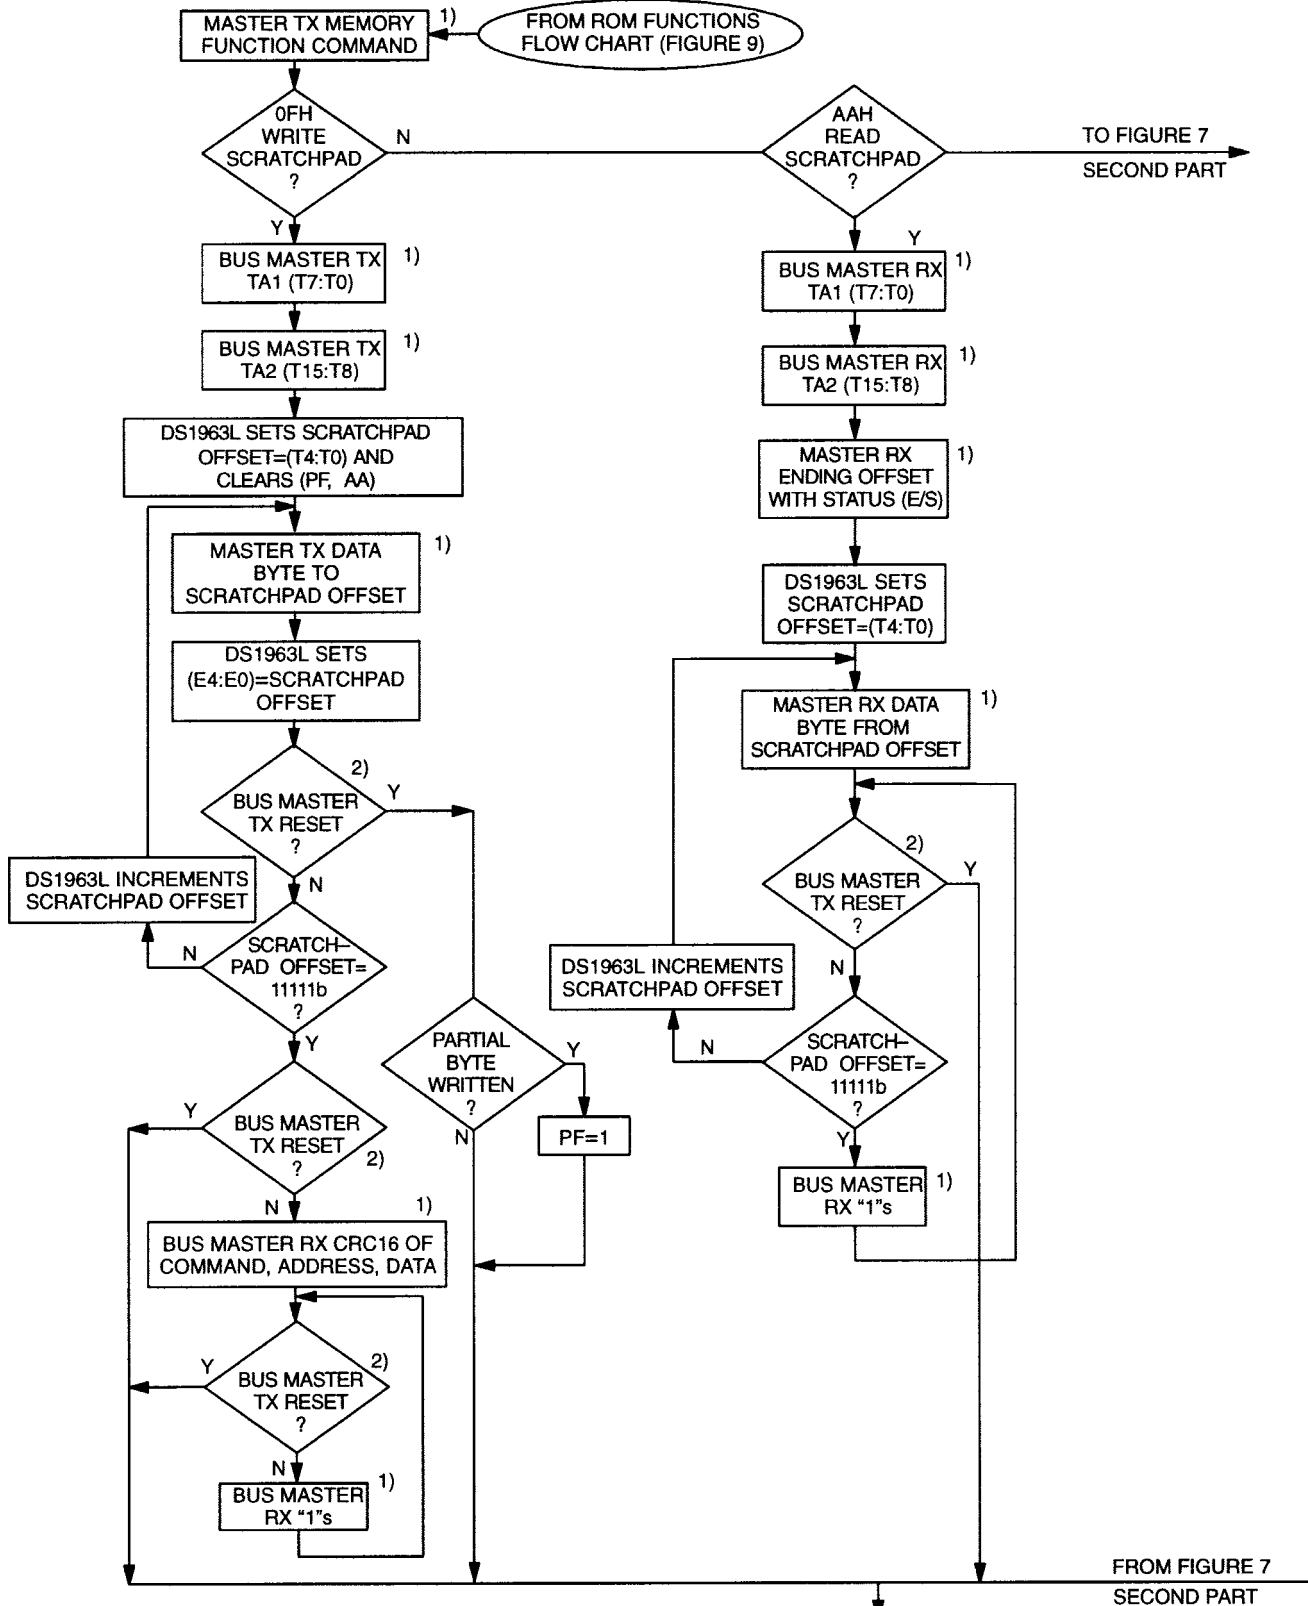 MASTER TX MEMORY
FUNCTION COMMAND
1)
FROM ROM FUNCTIONS
FLOW CHART (FIGURE 9)
0FH
WRITE
SCRATCHPAD
?
N
Y
AAH
READ
SCRATCHPAD
?
Y
TO FIGURE 7
SECOND PART
BUS MASTER TX
TA1 (T7:T0)
1)
BUS MASTER TX
TA2 (T15:T8)
1)
DS1963L SETS SCRATCHPAD
OFFSET=(T4:T0) AND
CLEARS (PF, AA)
MASTER TX DATA
BYTE TO
SCRATCHPAD OFFSET
1)
DS1963L SETS
(E4:E0)=SCRATCHPAD
OFFSET
2)
BUS MASTER
TX RESET
?
Y
N
DS1963L INCREMENTS
SCRATCHPAD OFFSET
N
SCRATCH–
PAD OFFSET=
11111b
?
Y
PARTIAL
BYTE
WRITTEN
?
Y
N
PF=1
Y
BUS MASTER
TX RESET
?
2)
N
1)
BUS MASTER RX CRC16 OF
COMMAND, ADDRESS, DATA
Y
2)
BUS MASTER
TX RESET
?
N
BUS MASTER
RX “1”s
1)
BUS MASTER RX
TA1 (T7:T0)
1)
BUS MASTER RX
TA2 (T15:T8)
1)
MASTER RX
ENDING OFFSET
WITH STATUS (E/S)
1)
DS1963L SETS
SCRATCHPAD
OFFSET=(T4:T0)
MASTER RX DATA
BYTE FROM
SCRATCHPAD OFFSET
1)
2)
BUS MASTER
TX RESET
?
Y
N
DS1963L INCREMENTS
SCRATCHPAD OFFSET
N
SCRATCH–
PAD OFFSET=
11111b
?
Y
BUS MASTER
RX “1”s
1)
FROM FIGURE 7
SECOND PART